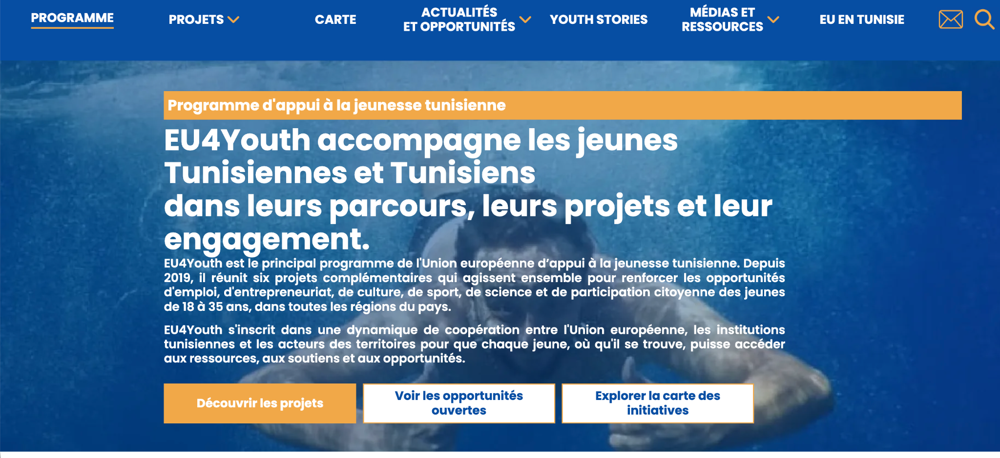 PROGRAMME
PROJETS
CARTE
ACTUALITÉS
ET OPPORTUNITÉS
YOUTH STORIES
MÉDIAS ET
RESSOURCES
EU EN TUNISIE
Programme d'appui à la jeunesse tunisienne
EU4Youth accompagne les jeunes
Tunisiennes et Tunisiens
dans leurs parcours, leurs projets et leur
engagement.
EU4Youth est le principal programme de l'Union européenne d’appui à la jeunesse tunisienne. Depuis
2019, il réunit six projets complémentaires qui agissent ensemble pour renforcer les opportunités
d'emploi, d'entrepreneuriat, de culture, de sport, de science et de participation citoyenne des jeunes
de 18 à 35 ans, dans toutes les régions du pays.
EU4Youth s'inscrit dans une dynamique de coopération entre l'Union européenne, les institutions
tunisiennes et les acteurs des territoires pour que chaque jeune, où qu'il se trouve, puisse accéder
aux ressources, aux soutiens et aux opportunités.
Découvrir les projets
Voir les opportunités
ouvertes
Explorer la carte des
initiatives